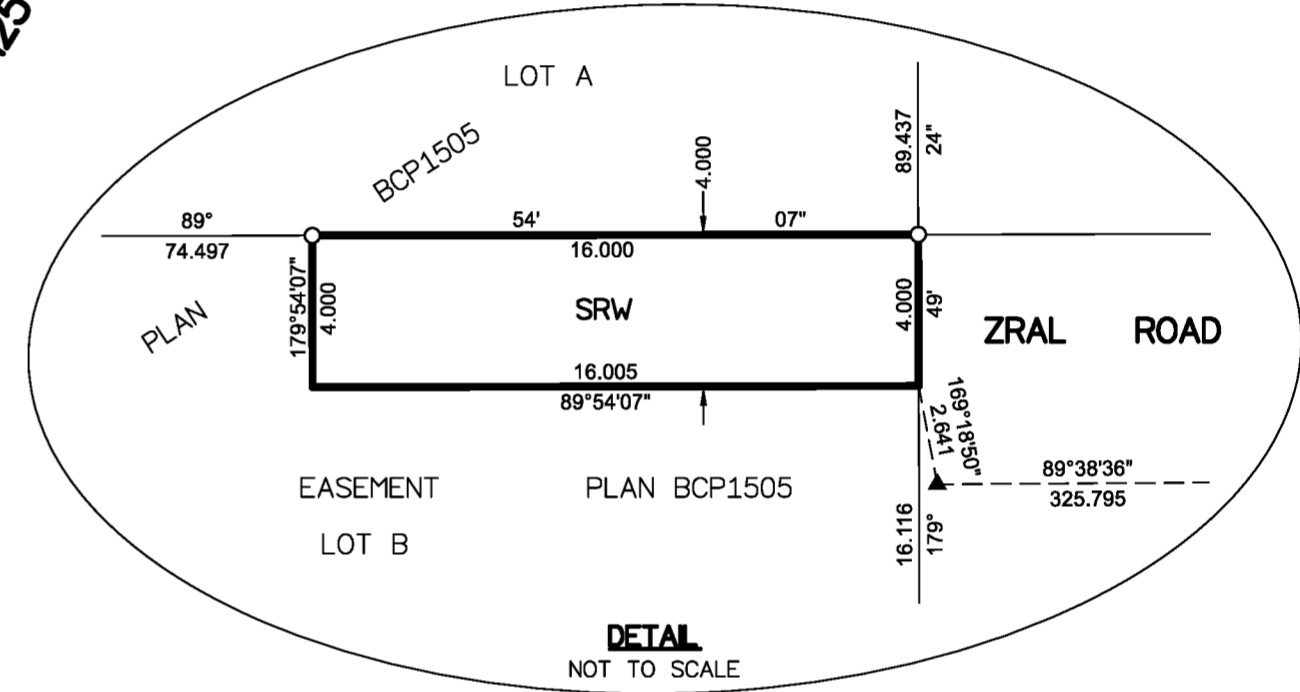 LOT A
BCP1505
4.000
89.437
24"
89°
54'
07"
74.497
16.000
179°54'07"
4.000
SRW
4.000
49'
ZRAL ROAD
PLAN
16.005
89°54'07"
169°18'50"
2.641
89°38'36"
325.795
EASEMENT
PLAN BCP1505
LOT B
16.116
179°
DETAIL
NOT TO SCALE